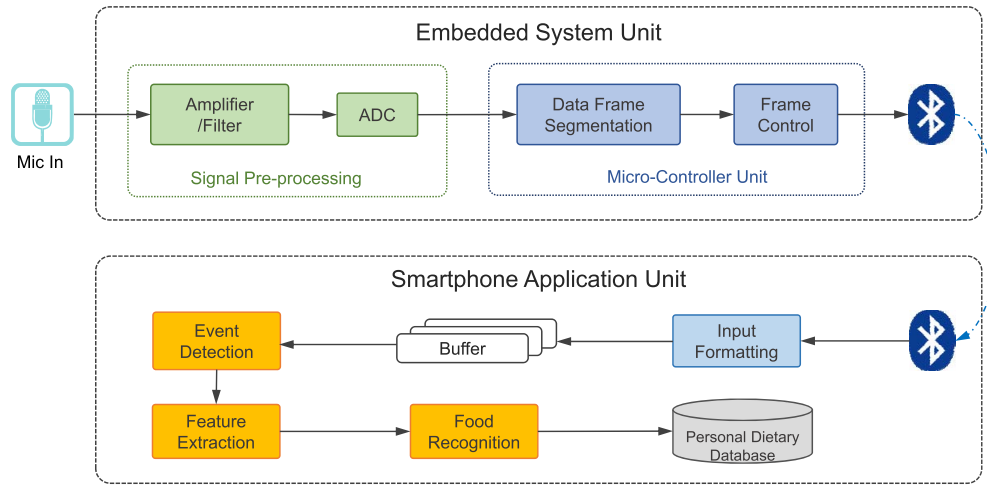 Embedded System Unit
Amplifier
/Filter
ADC
Data Frame
Segmentation
Frame
Control
Mic In
Signal Pre-processing
Micro-Controller Unit
Smartphone Application Unit
Event
Detection
Buffer
Input
Formatting
Feature
Extraction
Food
Recognition
Personal Dietary
Database